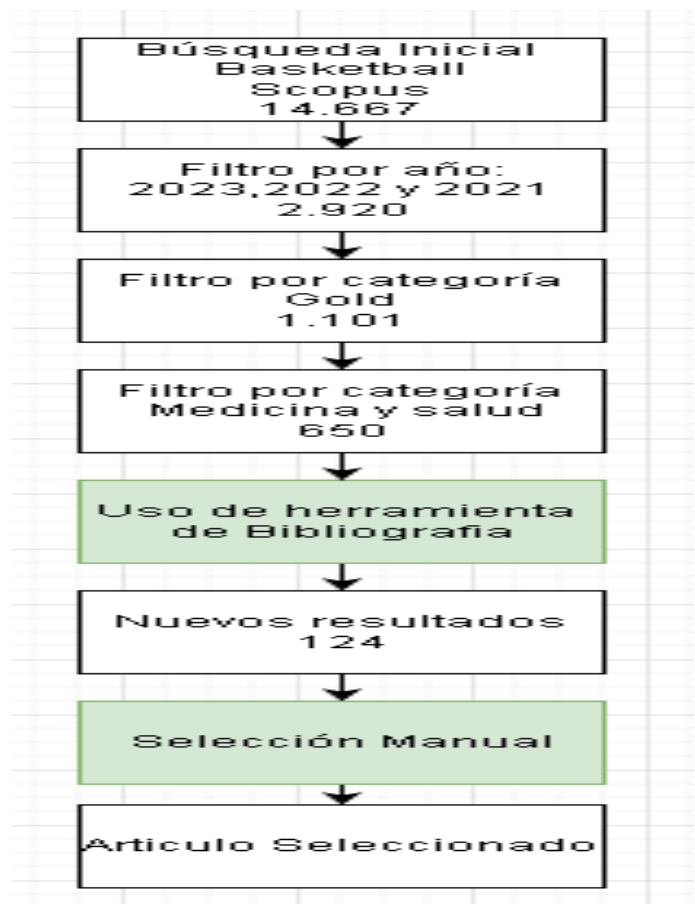 Búsqueda Inicial
Basketball
Scopus
14.667
Filtro por año:
2023,2022 y 2021
2.920
Filtro por categoría
Gold
1.101
Filtro por categoría
Medicina y salud
650
Uso de herramienta
de Bibliografia
Nuevos resultados
124
Selección Manual
Articulo Seleccionado